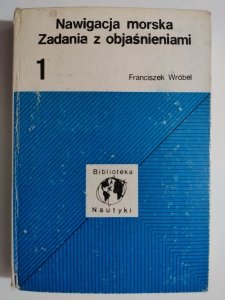 Nawigacja morska
Zadania z objaśnieniami
1
Franciszek Wróbel
Biblioteka
Nautyki